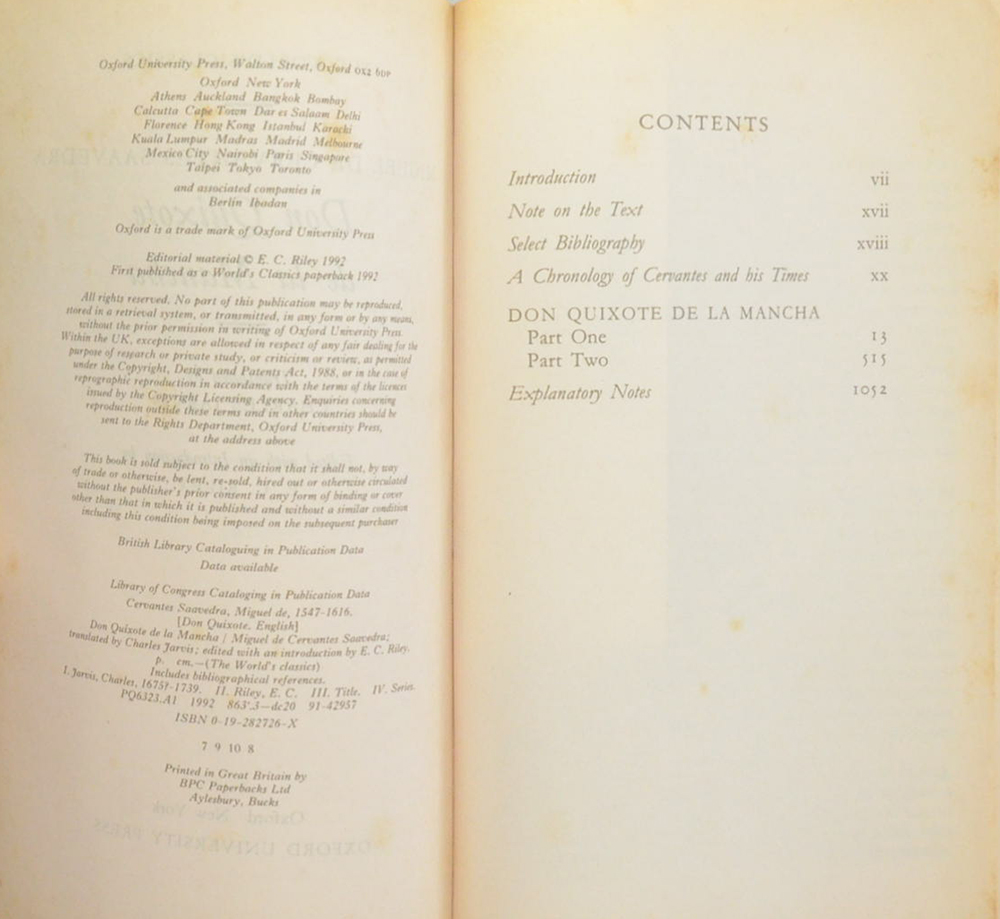 Oxford University Press, Walton Street, Oxford OX2 6DP
Oxford New York
Athens Auckland Bangkok Bombay
Calcutta Cape Town Dar es Salaam Delhi
Florence Hong Kong Istanbul Karachi
Kuala Lumpur Madras Madrid Melbourne
Mexico City Nairobi Paris Singapore
Taipei Tokyo Toronto
and associated companies in
Berlin Ibadan
Oxford is a trade mark of Oxford University Press
Editorial material © E. C. Riley 1992
First published as a World's Classics paperback 1992
All rights reserved. No part of this publication may be reproduced,
stored in a retrieval system, or transmitted, in any form or by any means,
without the prior permission in writing of Oxford University Press.
Within the UK, exceptions are allowed in respect of any fair dealing for the
purpose of research or private study, or criticism or review, as permitted
under the Copyright, Designs and Patents Act, 1988, or in the case of
reprographic reproduction in accordance with the terms of the licences
issued by the Copyright Licensing Agency. Enquiries concerning
reproduction outside these terms and in other countries should be
sent to the Rights Department, Oxford University Press,
at the address above
This book is sold subject to the condition that it shall not, by way
of trade or otherwise, be lent, re-sold, hired out or otherwise circulated
without the publisher's prior consent in any form of binding or cover
other than that in which it is published and without a similar condition
including this condition being imposed on the subsequent purchaser
British Library Cataloguing in Publication Data
Data available
Library of Congress Cataloging in Publication Data
Cervantes Saavedra, Miguel de, 1547-1616.
[Don Quixote. English]
Don Quixote de la Mancha / Miguel de Cervantes Saavedra;
translated by Charles Jarvis; edited with an introduction by E. C. Riley.
p. cm.—(The World's classics)
Includes bibliographical references.
I. Jarvis, Charles, 1675?-1739. II. Riley, E. C. III. Title. IV. Series.
PQ6323.A1 1992 863'.3—dc20 91-42957
ISBN 0-19-282726-X
7 9 10 8
Printed in Great Britain by
BPC Paperbacks Ltd
Aylesbury, Bucks
CONTENTS
Introduction vii
Note on the Text xvii
Select Bibliography xviii
A Chronology of Cervantes and his Times xx
DON QUIXOTE DE LA MANCHA
Part One 13
Part Two 515
Explanatory Notes 1052